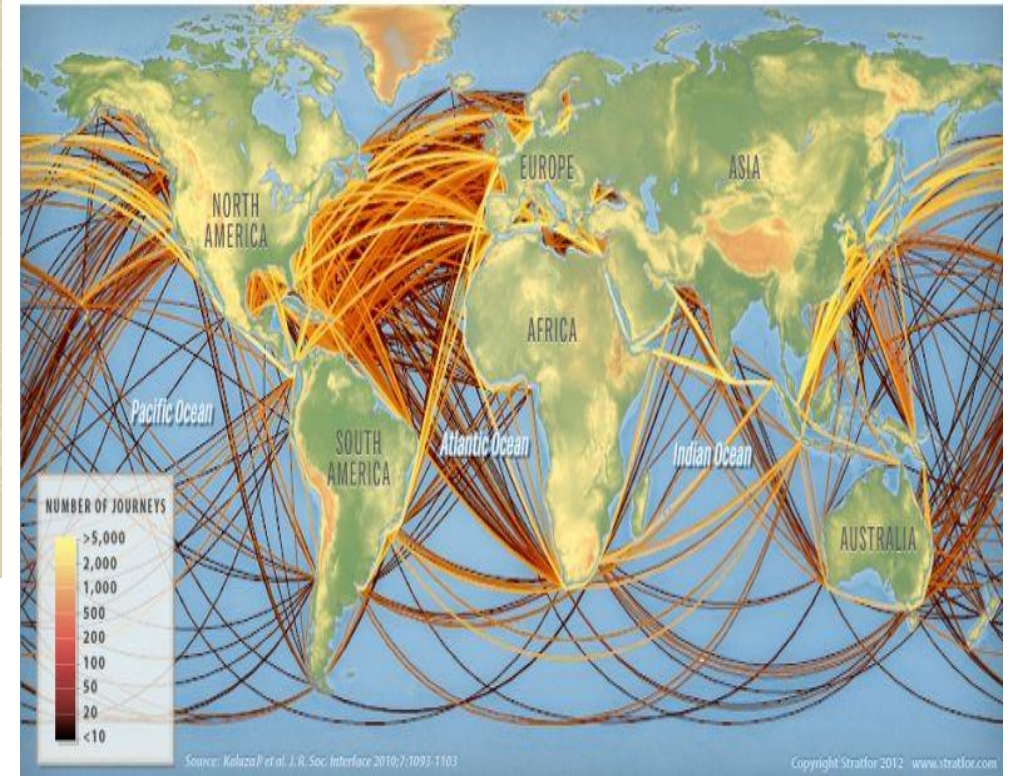 EUROPE
ASIA
NORTH
AMERICA
AFRICA
Pacific Ocean
SOUTH
AMERICA
Atlantic Ocean
Indian Ocean
AUSTRALIA
NUMBER OF JOURNEYS
>5,000
2,000
1,000
500
200
100
50
20
<10
Source: Kaluza P et al. J. R. Soc. Interface 2010;7:1093-1103
Copyright Stratfor 2012 www.stratfor.com